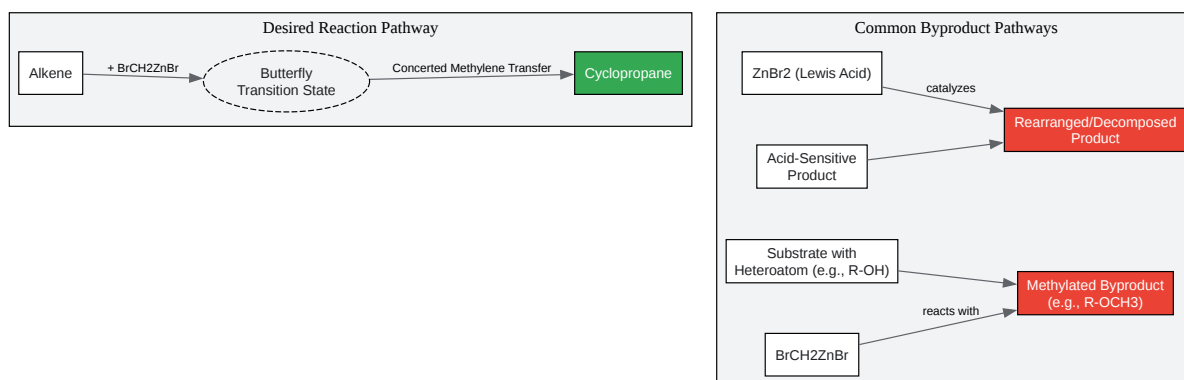 Desired Reaction Pathway
Alkene
+ BrCH2ZnBr
Butterfly
Transition State
Concerted Methylene Transfer
Cyclopropane
Common Byproduct Pathways
ZnBr2 (Lewis Acid)
catalyzes
Rearranged/Decomposed
Product
Acid-Sensitive
Product
Substrate with
Heteroatom (e.g., R-OH)
Methylated Byproduct
(e.g., R-OCH3)
reacts with
BrCH2ZnBr